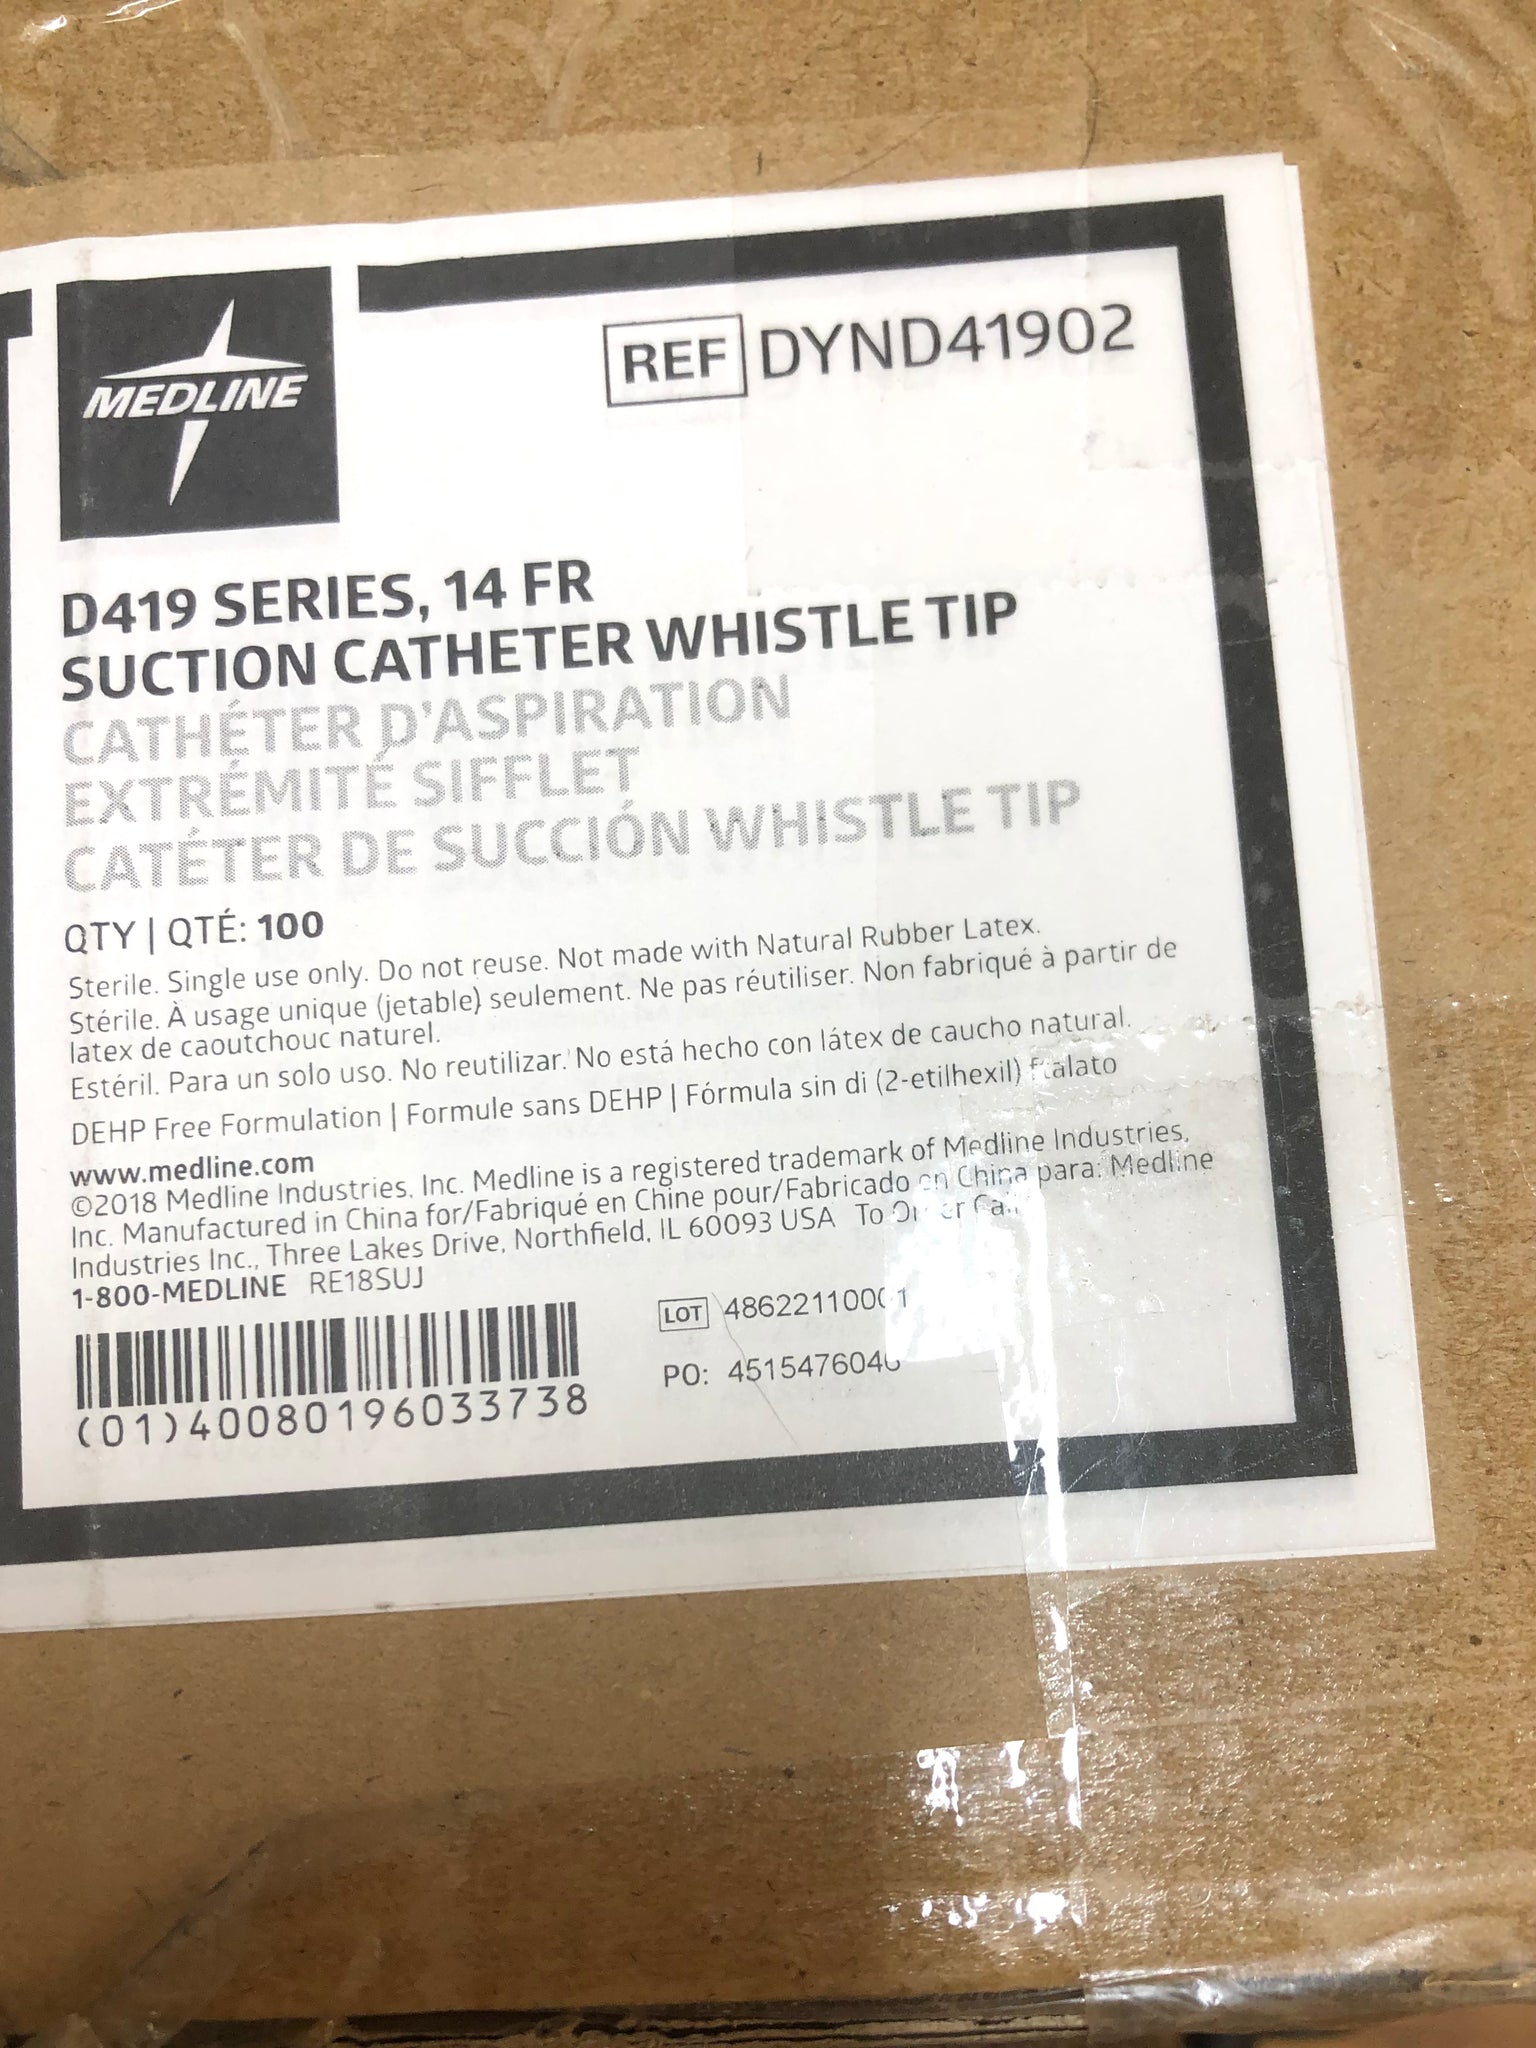 MEDLINE
REF DYND41902
D419 SERIES, 14 FR
SUCTION CATHETER WHISTLE TIP
CATHÉTER D'ASPIRATION
EXTRÉMITÉ SIFFLET
CATÉTER DE SUCCIÓN WHISTLE TIP
QTY | QTÉ: 100
Sterile. Single use only. Do not reuse. Not made with Natural Rubber Latex.
Stérile. À usage unique (jetable) seulement. Ne pas réutiliser. Non fabriqué à partir de
latex de caoutchouc naturel.
Estéril. Para un solo uso. No reutilizar. No está hecho con látex de caucho natural.
DEHP Free Formulation | Formule sans DEHP | Fórmula sin di (2-etilhexil) ftalato
www.medline.com
©2018 Medline Industries, Inc. Medline is a registered trademark of Medline Industries,
Inc. Manufactured in China for/Fabriqué en Chine pour/Fabricado en China para: Medline
Industries Inc., Three Lakes Drive, Northfield, IL 60093 USA To
1-800-MEDLINE RE18SUJ
LOT
PO:
(01)40080196033738